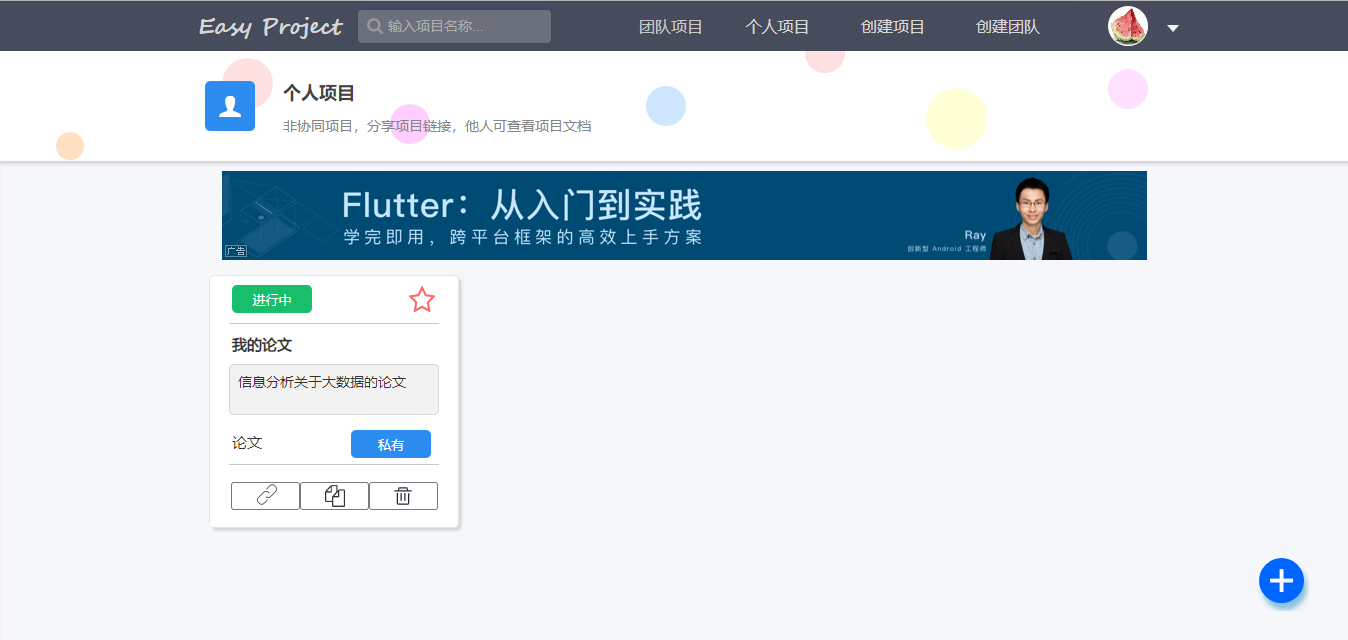 Easy Project 输入项目名称... 团队项目 个人项目 创建项目 创建团队
个人项目
非协同项目，分享项目链接，他人可查看项目文档
Flutter：从入门到实践
学完即用，跨平台框架的高效上手方案
Ray
创新型 Android 工程师
广告
进行中
我的论文
信息分析关于大数据的论文
论文 私有